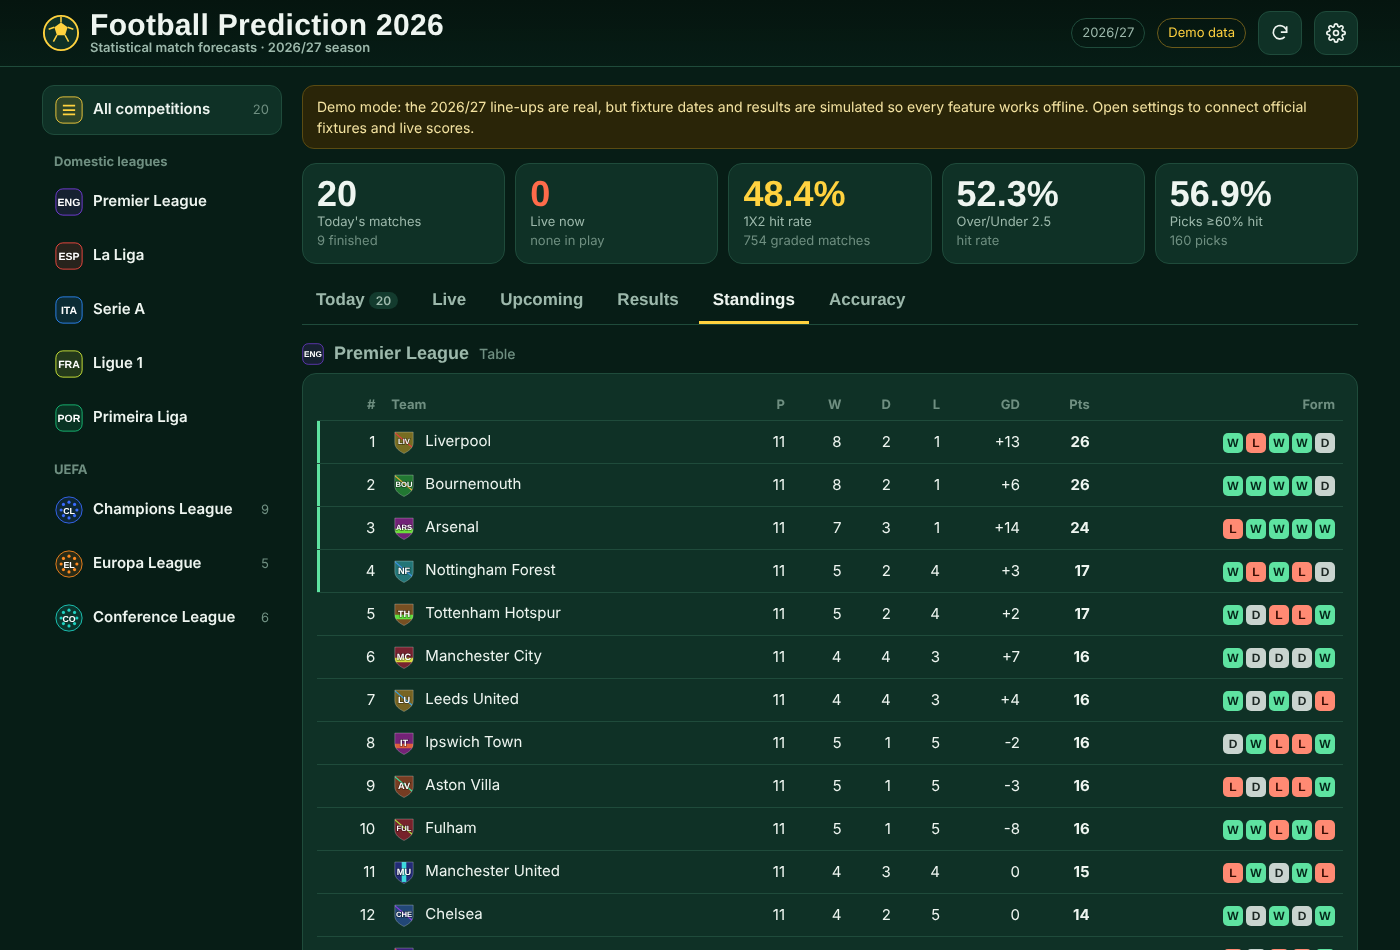 Football Prediction 2026
Statistical match forecasts · 2026/27 season
2026/27
Demo data
All competitions 20
Domestic leagues
ENG Premier League
ESP La Liga
ITA Serie A
FRA Ligue 1
POR Primeira Liga
UEFA
CL Champions League 9
EL Europa League 5
CO Conference League 6
Demo mode: the 2026/27 line-ups are real, but fixture dates and results are simulated so every feature works offline. Open settings to connect official
fixtures and live scores.
20
Today's matches
9 finished
0
Live now
none in play
48.4%
1X2 hit rate
754 graded matches
52.3%
Over/Under 2.5
hit rate
56.9%
Picks ≥60% hit
160 picks
Today 20 Live Upcoming Results Standings Accuracy
ENG Premier League Table
# Team P W D L GD Pts Form
1 LIV Liverpool 11 8 2 1 +13 26 W L W W D
2 BOU Bournemouth 11 8 2 1 +6 26 W W W W D
3 ARS Arsenal 11 7 3 1 +14 24 L W W W W
4 NF Nottingham Forest 11 5 2 4 +3 17 W L W L D
5 TH Tottenham Hotspur 11 5 2 4 +2 17 W D L L W
6 MC Manchester City 11 4 4 3 +7 16 W D D D W
7 LU Leeds United 11 4 4 3 +4 16 W D W D L
8 IT Ipswich Town 11 5 1 5 -2 16 D W L L W
9 AV Aston Villa 11 5 1 5 -3 16 L D L L W
10 FUL Fulham 11 5 1 5 -8 16 W W L W L
11 MU Manchester United 11 4 3 4 0 15 L W D W L
12 CHE Chelsea 11 4 2 5 0 14 W D W D W